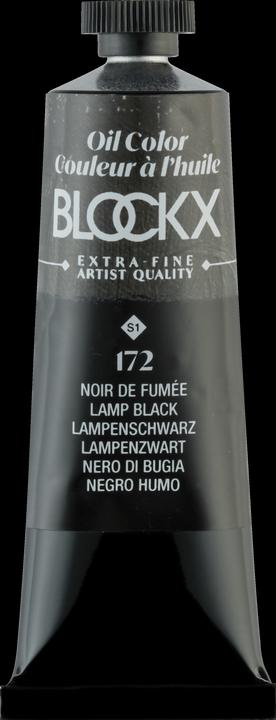 Oil Color
Couleur à l'huile
BLOCKX
EXTRA-FINE
ARTIST QUALITY
S1
172
NOIR DE FUMÉE
LAMP BLACK
LAMPENSCHWARZ
LAMPENZWART
NERO DI BUGIA
NEGRO HUMO